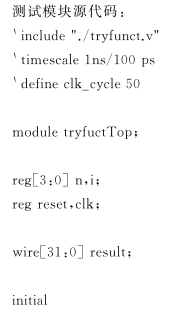 测试模块源代码：
`include "./tryfunct.v"
`timescale 1ns/100 ps
`define clk_cycle 50
module tryfuctTop;
reg[3:0] n,i;
reg reset,clk;
wire[31:0] result;
initial